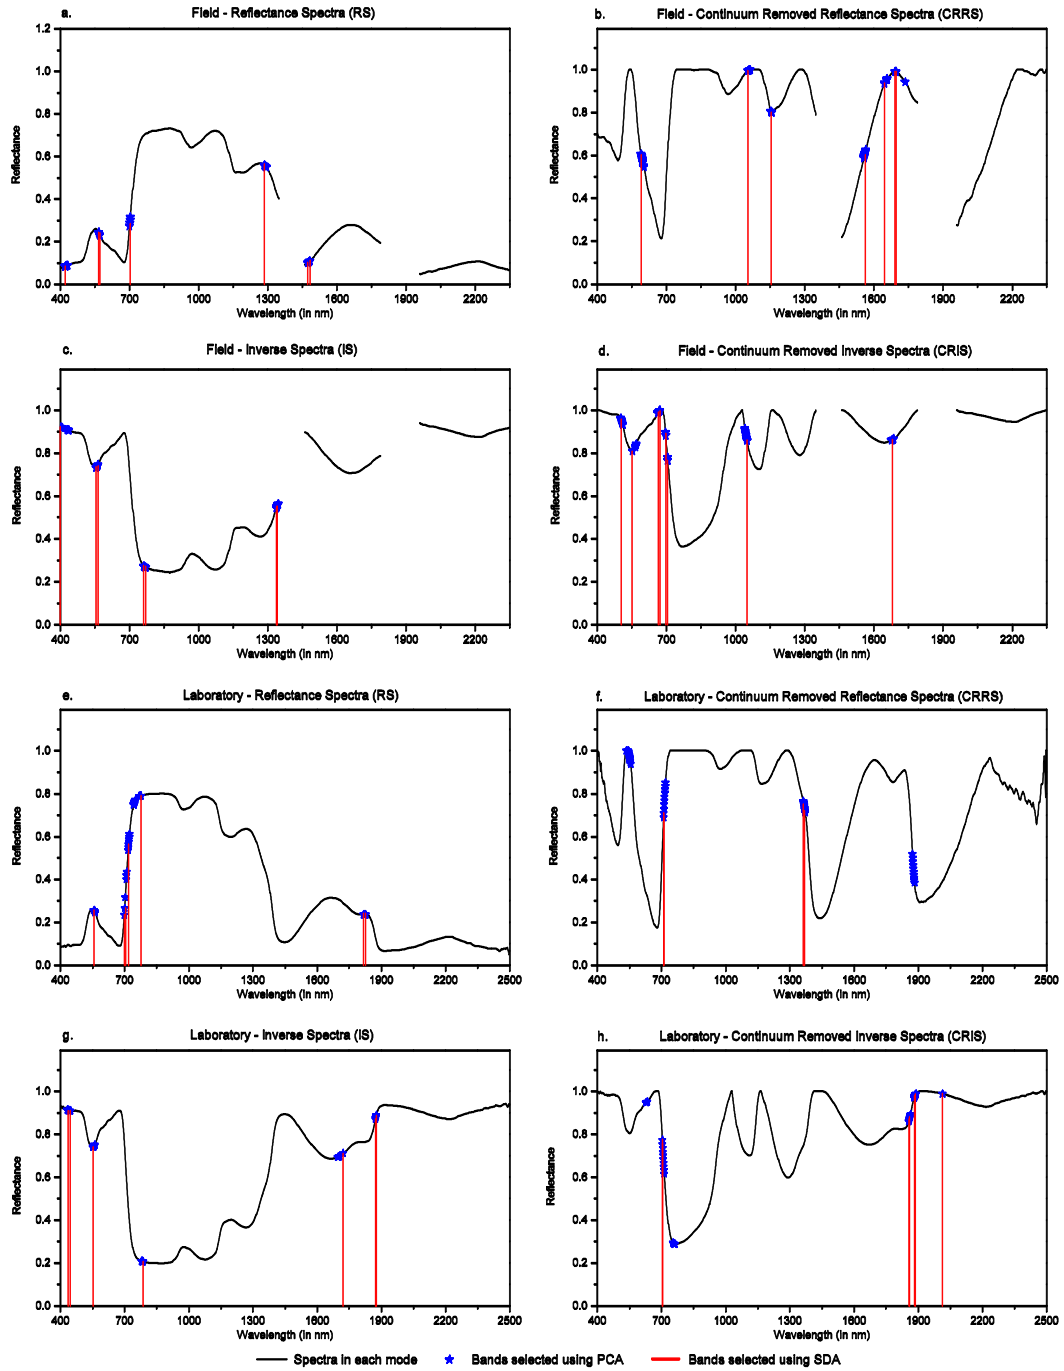 a. Field - Reflectance Spectra (RS)
b. Field - Continuum Removed Reflectance Spectra (CRRS)
1.2
1.0
0.8
0.6
0.4
0.2
0.0
Reflectance
400 700 1000 1300 1600 1900 2200
Wavelength (in nm)
1.0
0.8
0.6
0.4
0.2
0.0
Reflectance
400 700 1000 1300 1600 1900 2200
Wavelength (in nm)
c. Field - Inverse Spectra (IS)
d. Field - Continuum Removed Inverse Spectra (CRIS)
1.0
0.8
0.6
0.4
0.2
0.0
Reflectance
400 700 1000 1300 1600 1900 2200
Wavelength (in nm)
1.0
0.8
0.6
0.4
0.2
0.0
Reflectance
400 700 1000 1300 1600 1900 2200
Wavelength (in nm)
e. Laboratory - Reflectance Spectra (RS)
f. Laboratory - Continuum Removed Reflectance Spectra (CRRS)
1.0
0.8
0.6
0.4
0.2
0.0
Reflectance
400 700 1000 1300 1600 1900 2200 2500
Wavelength (in nm)
1.0
0.8
0.6
0.4
0.2
0.0
Reflectance
400 700 1000 1300 1600 1900 2200 2500
Wavelength (in nm)
g. Laboratory - Inverse Spectra (IS)
h. Laboratory - Continuum Removed Inverse Spectra (CRIS)
1.0
0.8
0.6
0.4
0.2
0.0
Reflectance
400 700 1000 1300 1600 1900 2200 2500
Wavelength (in nm)
1.0
0.8
0.6
0.4
0.2
0.0
Reflectance
400 700 1000 1300 1600 1900 2200 2500
Wavelength (in nm)
Spectra in each mode Bands selected using PCA Bands selected using SDA